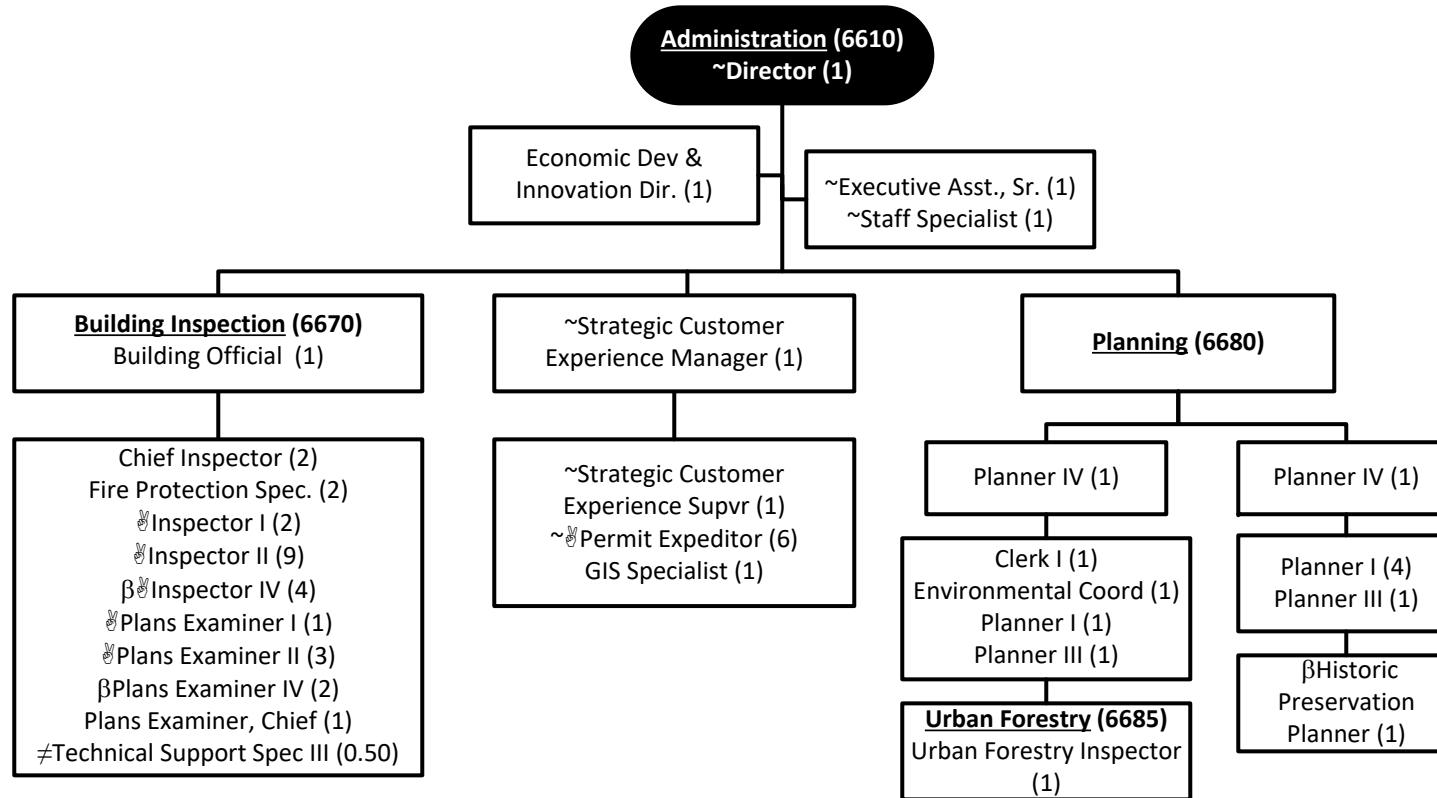 Administration (6610)
~Director (1)
Economic Dev &
Innovation Dir. (1)
~Executive Asst., Sr. (1)
~Staff Specialist (1)
Building Inspection (6670)
Building Official  (1)
~Strategic Customer
Experience Manager (1)
Planning (6680)
Chief Inspector (2)
Fire Protection Spec. (2)
✌Inspector I (2)
✌Inspector II (9)
β✌Inspector IV (4)
✌Plans Examiner I (1)
✌Plans Examiner II (3)
βPlans Examiner IV (2)
Plans Examiner, Chief (1)
≠Technical Support Spec III (0.50)
~Strategic Customer
Experience Supvr (1)
~✌Permit Expeditor (6)
GIS Specialist (1)
Planner IV (1)
Clerk I (1)
Environmental Coord (1)
Planner I (1)
Planner III (1)
Urban Forestry (6685)
Urban Forestry Inspector
(1)
Planner IV (1)
Planner I (4)
Planner III (1)
βHistoric
Preservation
Planner (1)